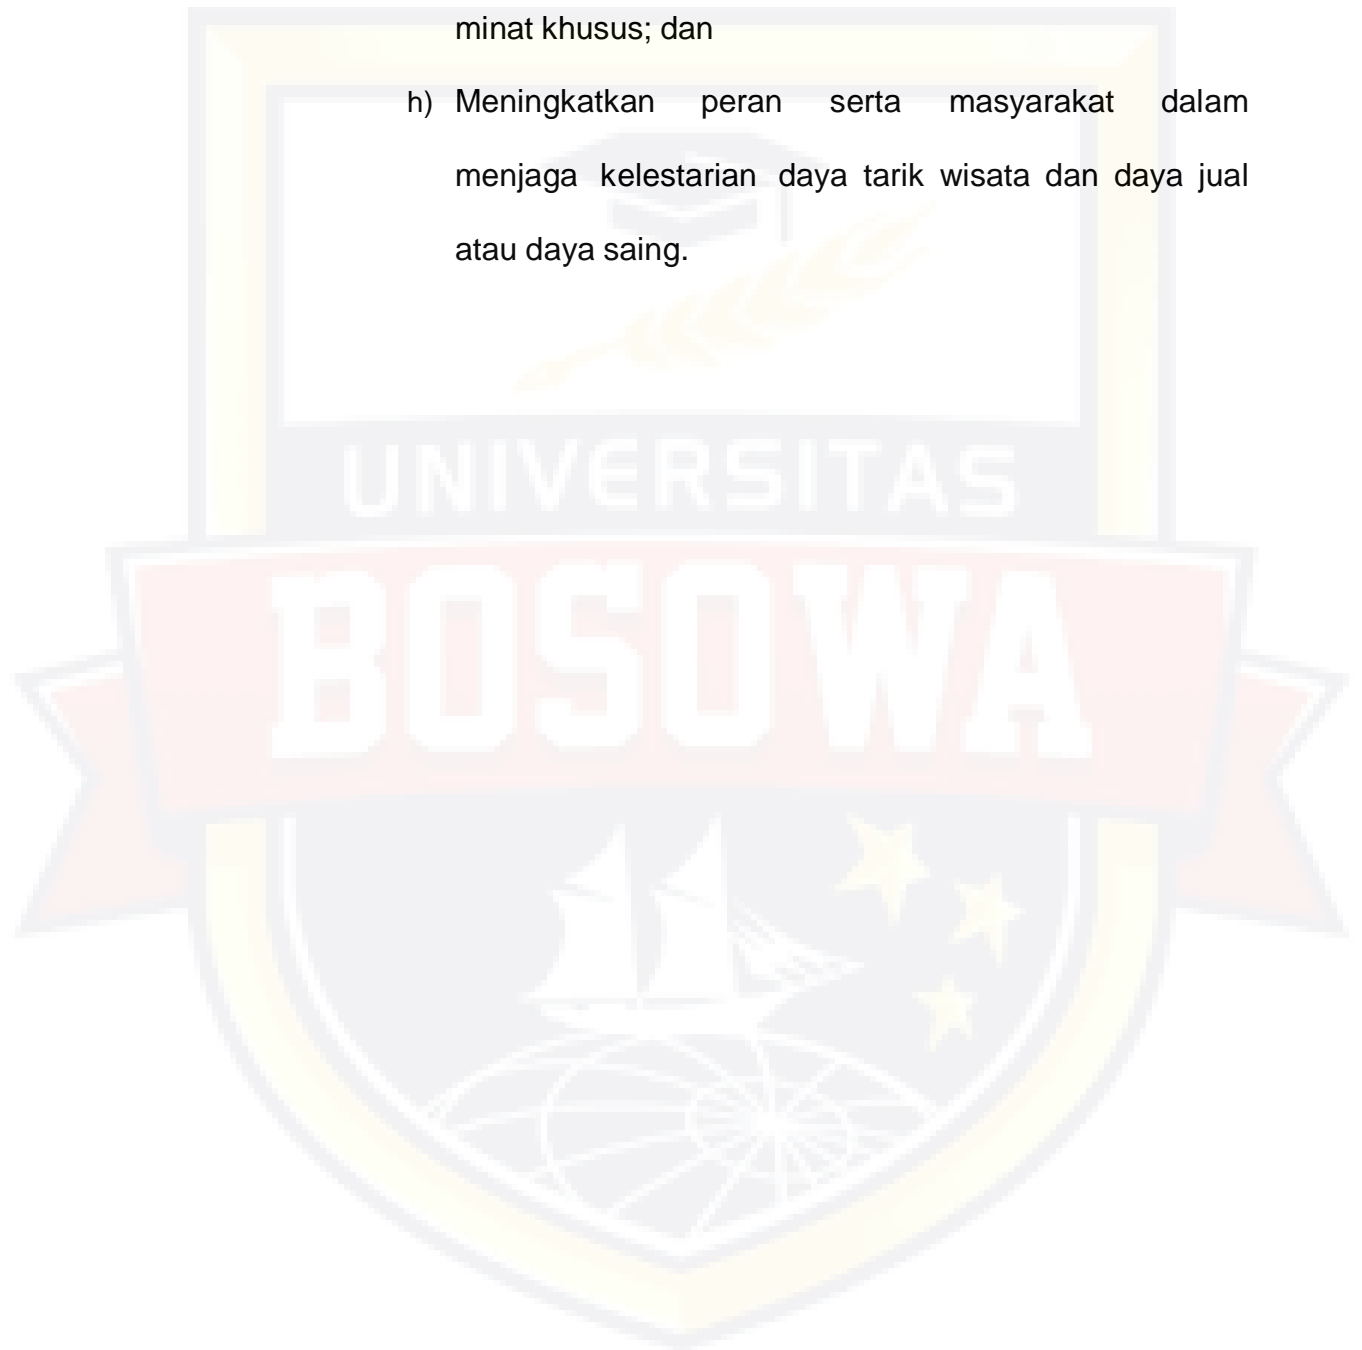 minat khusus; dan
h) Meningkatkan peran serta masyarakat dalam
menjaga kelestarian daya tarik wisata dan daya jual
atau daya saing.
UNIVERSITAS
BOSOWA